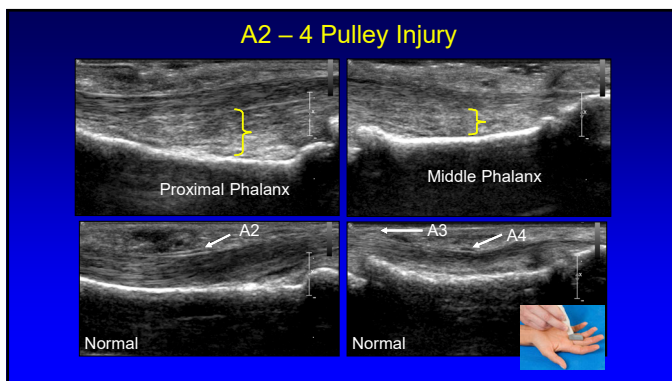 A2 – 4 Pulley Injury
Proximal Phalanx
Middle Phalanx
A2
A3
A4
Normal
Normal